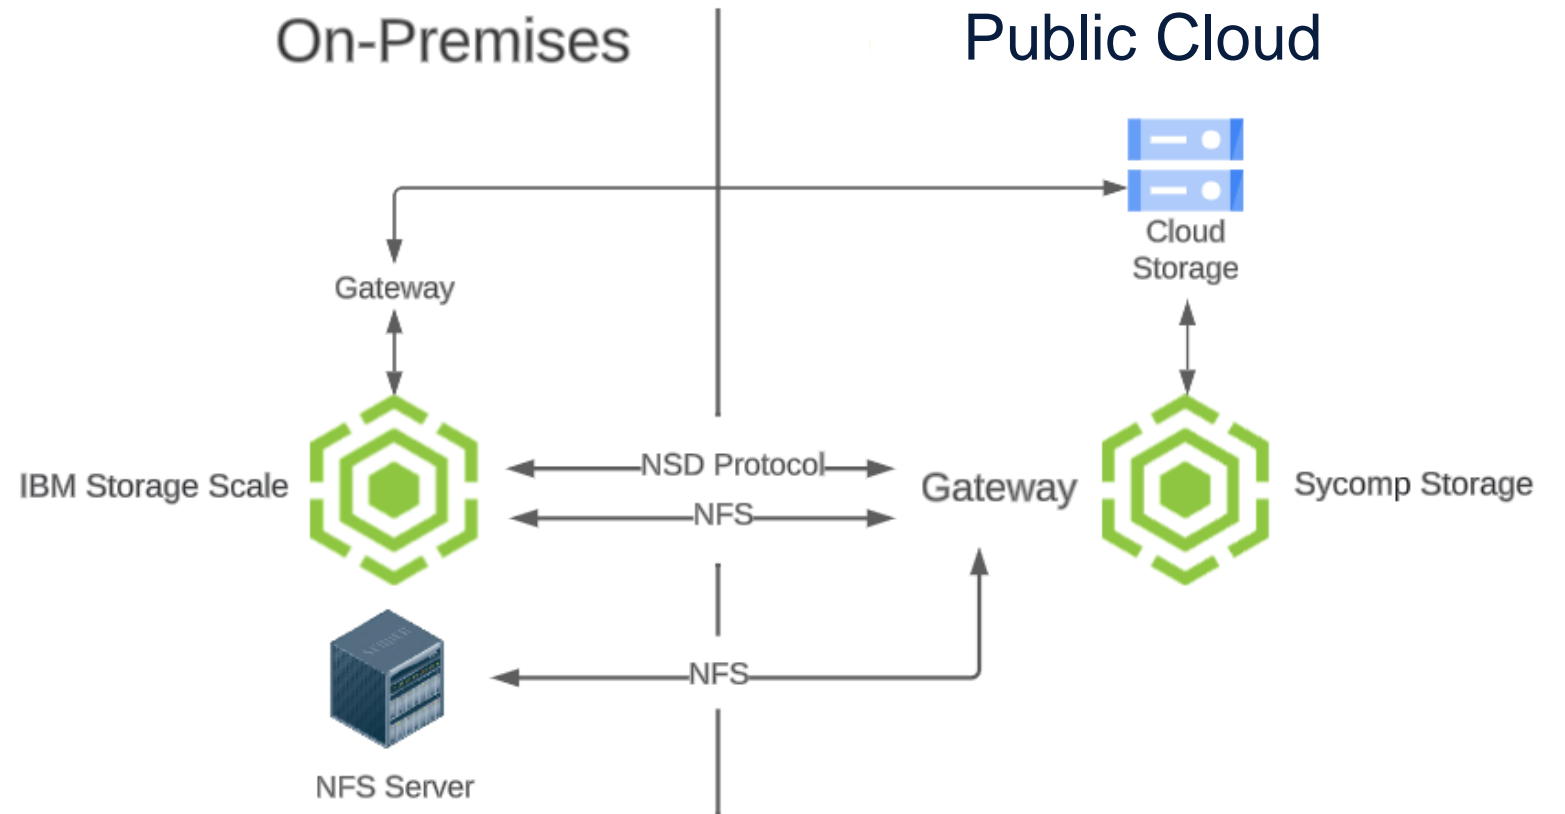 On-Premises
Public Cloud
Cloud
Storage
Gateway
IBM Storage Scale
NSD Protocol
NFS
Gateway
Sycomp Storage
NFS
NFS Server